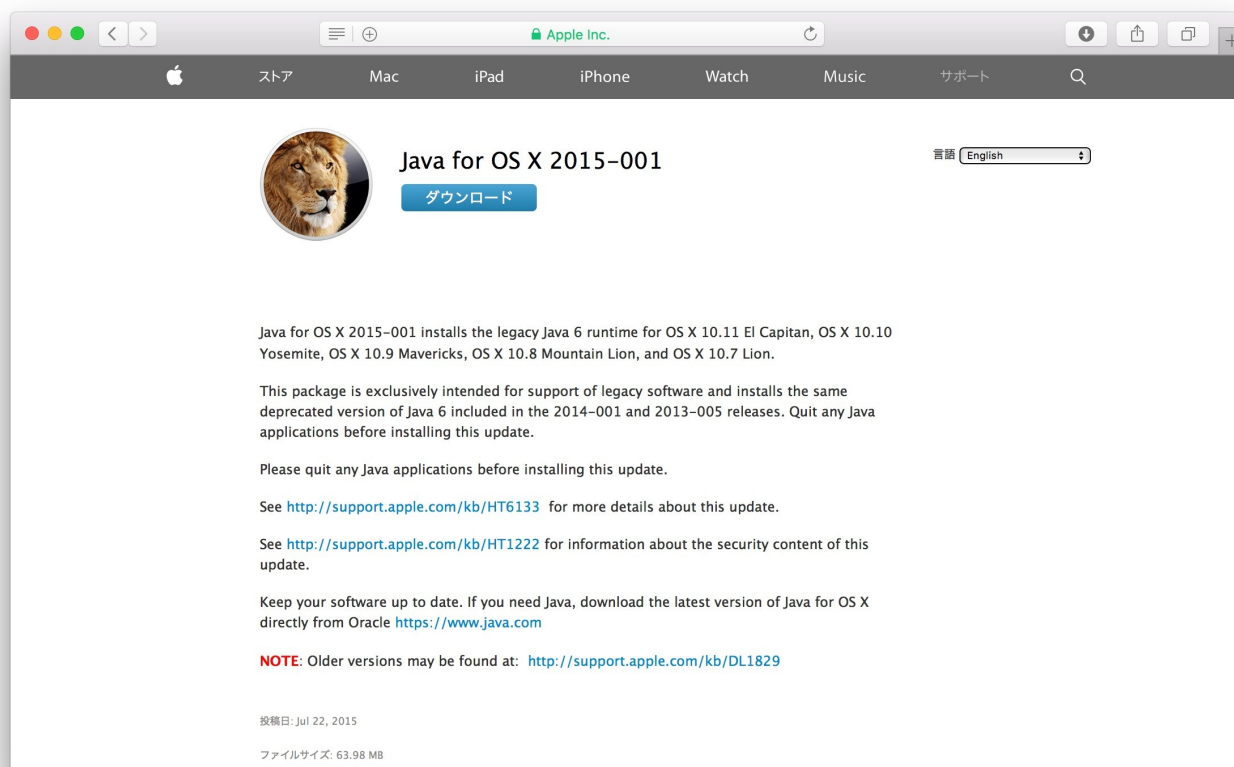 Apple Inc.
ストア Mac iPad iPhone Watch Music サポート
Java for OS X 2015-001
言語 English
ダウンロード
Java for OS X 2015-001 installs the legacy Java 6 runtime for OS X 10.11 El Capitan, OS X 10.10
Yosemite, OS X 10.9 Mavericks, OS X 10.8 Mountain Lion, and OS X 10.7 Lion.
This package is exclusively intended for support of legacy software and installs the same
deprecated version of Java 6 included in the 2014-001 and 2013-005 releases. Quit any Java
applications before installing this update.
Please quit any Java applications before installing this update.
See http://support.apple.com/kb/HT6133 for more details about this update.
See http://support.apple.com/kb/HT1222 for information about the security content of this
update.
Keep your software up to date. If you need Java, download the latest version of Java for OS X
directly from Oracle https://www.java.com
NOTE: Older versions may be found at: http://support.apple.com/kb/DL1829
投稿日: Jul 22, 2015
ファイルサイズ: 63.98 MB